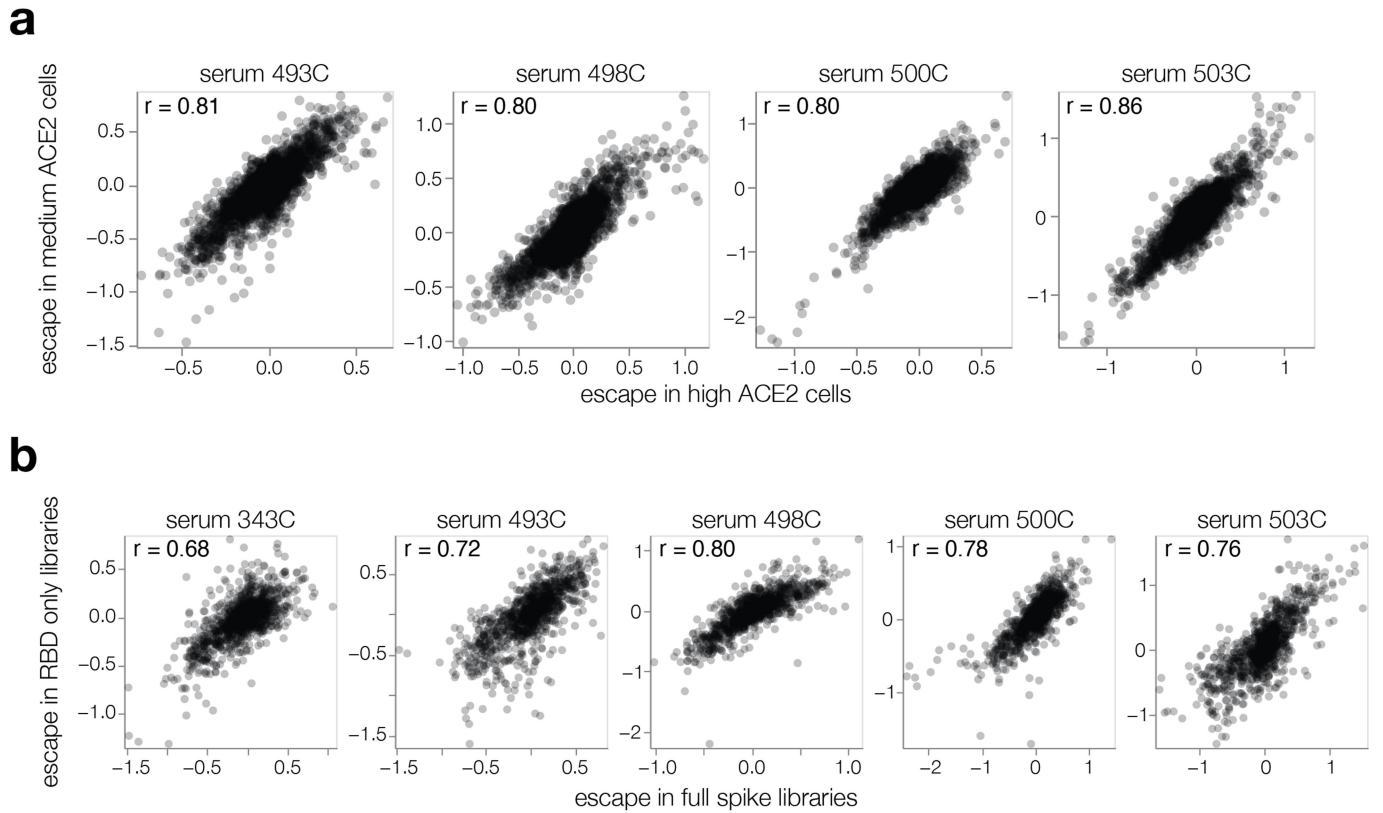 a
escape in medium ACE2 cells
serum 493C
serum 498C
serum 500C
serum 503C
r = 0.81
r = 0.80
r = 0.80
r = 0.86
0.5
0.0
−0.5
−1.0
−1.5
1.0
0.5
0.0
−0.5
−1.0
1
0
−1
−2
1
0
−1
−0.5
0.0
0.5
−1.0
−0.5
0.0
0.5
1.0
−1.0
−0.5
0.0
0.5
−1
0
1
escape in high ACE2 cells
b
escape in RBD only libraries
serum 343C
serum 493C
serum 498C
serum 500C
serum 503C
r = 0.68
r = 0.72
r = 0.80
r = 0.78
r = 0.76
0.5
0.0
−0.5
−1.0
0.5
−0.5
−1.5
1
0
−1
−2
1
0
−1
1
0
−1
−1.5
−0.5
0.5
−1.5
−0.5
0.5
−1.0
0.0
1.0
−2
−1
0
1
−1
0
1
escape in full spike libraries